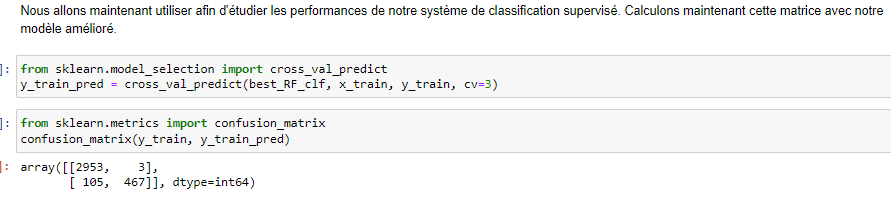 Nous allons maintenant utiliser afin d'étudier les performances de notre système de classification supervisé. Calculons maintenant cette matrice avec notre
modèle amélioré.
]: from sklearn.model_selection import cross_val_predict
y_train_pred = cross_val_predict(best_RF_clf, x_train, y_train, cv=3)
]: from sklearn.metrics import confusion_matrix
confusion_matrix(y_train, y_train_pred)
]: array([[2953,    3],
[ 105,  467]], dtype=int64)